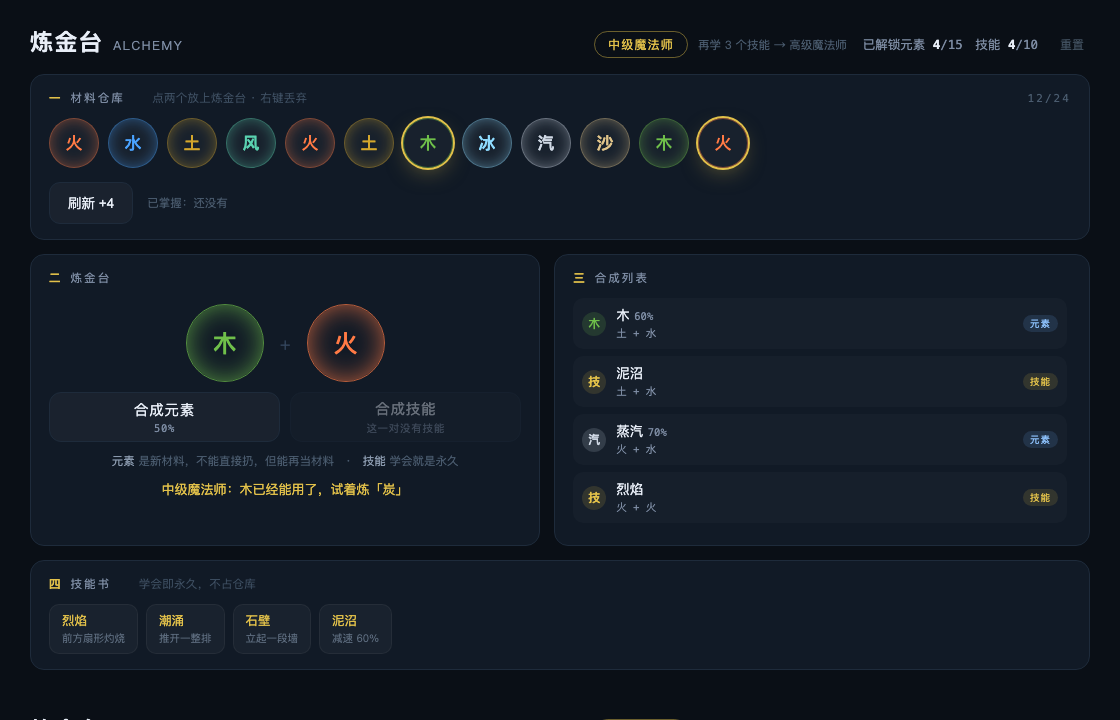 炼金台 ALCHEMY
中级魔法师 再学 3 个技能 → 高级魔法师 已解锁元素 4/15 技能 4/10 重置
一 材料仓库 点两个放上炼金台 · 右键丢弃 12/24
火 水 土 风 火 土 木 冰 汽 沙 木 火
刷新 +4 已掌握：还没有
二 炼金台
木 + 火
合成元素
50%
合成技能
这一对没有技能
元素 是新材料，不能直接扔，但能再当材料 · 技能 学会就是永久
中级魔法师：木已经能用了，试着炼「炭」
三 合成列表
木 木 60% 元素
土 + 水
技 泥沼 技能
土 + 水
汽 蒸汽 70% 元素
火 + 水
技 烈焰 技能
火 + 火
四 技能书 学会即永久，不占仓库
烈焰
前方扇形灼烧
潮涌
推开一整排
石壁
立起一段墙
泥沼
减速 60%